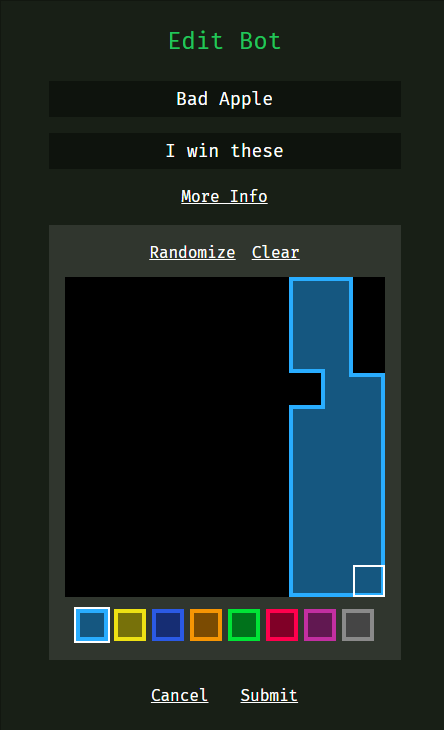 Edit Bot
Bad Apple
I win these
More Info
Randomize Clear
Cancel Submit